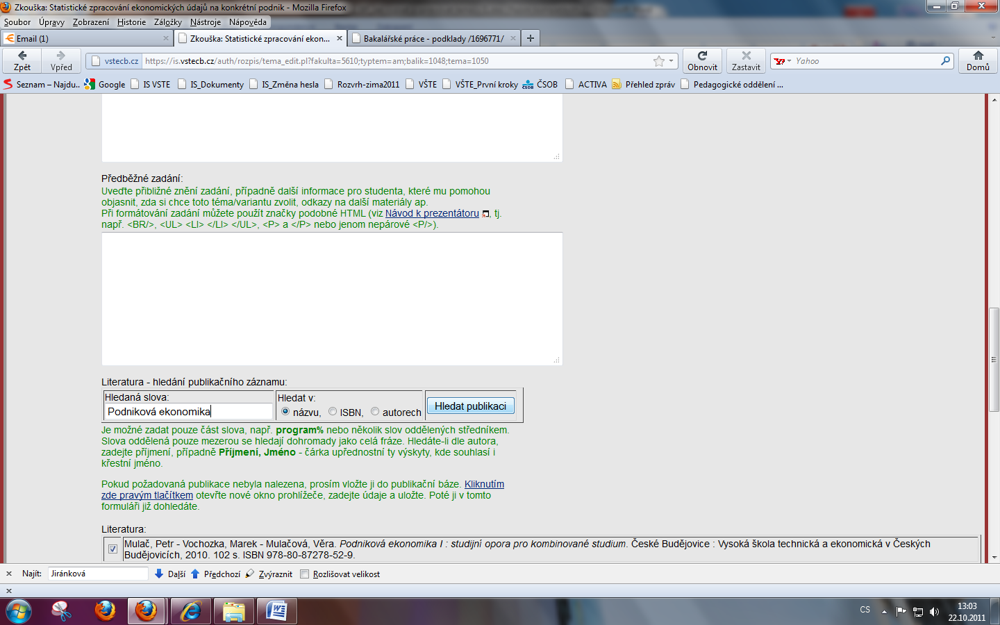 Zkouška: Statistické zpracování ekonomických údajů na konkrétní podnik - Mozilla Firefox
Soubor Úpravy Zobrazení Historie Záložky Nástroje Nápověda
Email (1) × Zkouška: Statistické zpracování ekon... × Bakalářské práce - podklady /1696771/ × +
Zpět Vpřed vstecb.cz https://is.vstecb.cz/auth/rozpis/tema_edit.pl?fakulta=5610;typtem=am;balik=1048;tema=1050 Obnovit Zastavit Yahoo Domů
Seznam – Najdu.. Google IS VSTE IS_Dokumenty IS_Změna hesla Rozvrh-zima2011 VŠTE VŠTE_První kroky ČSOB ČSOB ACTIVA Přehled zpráv Pedagogické oddělení ...
Předběžné zadání:
Uveďte přibližné znění zadání, případně další informace pro studenta, které mu pomohou
objasnit, zda si chce toto téma/variantu zvolit, odkazy na další materiály ap.
Při formátování zadání můžete použít značky podobné HTML (viz Návod k prezentátoru , tj.
např. <BR/>, <UL> <LI> </LI> </UL>, <P> a </P> nebo jenom nepárové <P/>).
Literatura - hledání publikačního záznamu:
Hledaná slova: Hledat v:
Podniková ekonomika názvu, ISBN, autorech Hledat publikaci
Je možné zadat pouze část slova, např. program% nebo několik slov oddělených středníkem.
Slova oddělená pouze mezerou se hledají dohromady jako celá fráze. Hledáte-li dle autora,
zadejte příjmení, případně Příjmení, Jméno - čárka upřednostní ty výskyty, kde souhlasí i
křestní jméno.
Pokud požadovaná publikace nebyla nalezena, prosím vložte ji do publikační báze. Kliknutím
zde pravým tlačítkem otevřte nové okno prohlížeče, zadejte údaje a uložte. Poté ji v tomto
formuláři již dohledáte.
Literatura:
Mulač, Petr - Vochozka, Marek - Mulačová, Věra. Podniková ekonomika I : studijní opora pro kombinované studium. České Budějovice : Vysoká škola technická a ekonomická v Českých
Budějovicích, 2010. 102 s. ISBN 978-80-87278-52-9.
× Najít: Jiránková Další Předchozí Zvýraznit Rozlišovat velikost
×
CS 13:03
22.10.2011